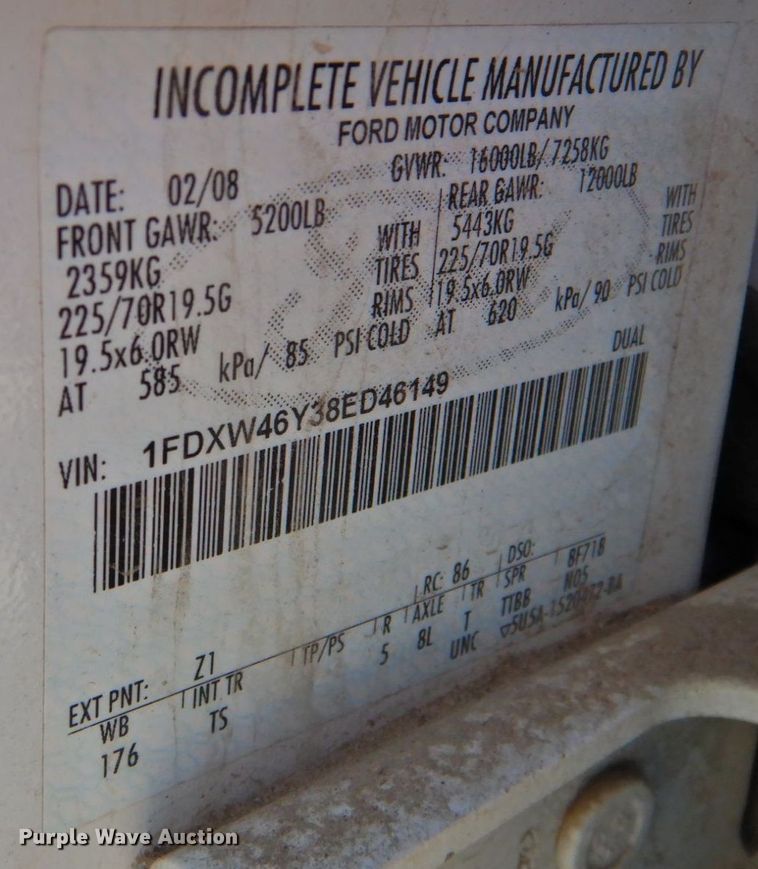 INCOMPLETE VEHICLE MANUFACTURED BY
FORD MOTOR COMPANY
DATE: 02/08 GVWR: 16000LB/ 7258KG
FRONT GAWR: 5200LB REAR GAWR: 12000LB
2359KG WITH 5443KG WITH
225/70R19.5G TIRES 225/70R19.5G TIRES
19.5x6.0RW RIMS 19.5x6.0RW RIMS
AT 585 kPa/ 85 PSI COLD AT 620 kPa/ 90 PSI COLD
DUAL
VIN: 1FDXW46Y38ED46149
EXT PNT: Z1 RC: 86 DSO:
WB INT TR TP/PS R AXLE TR SPR BF71B
176 TS 5 8L T TTBB N05
UNC
Purple Wave Auction